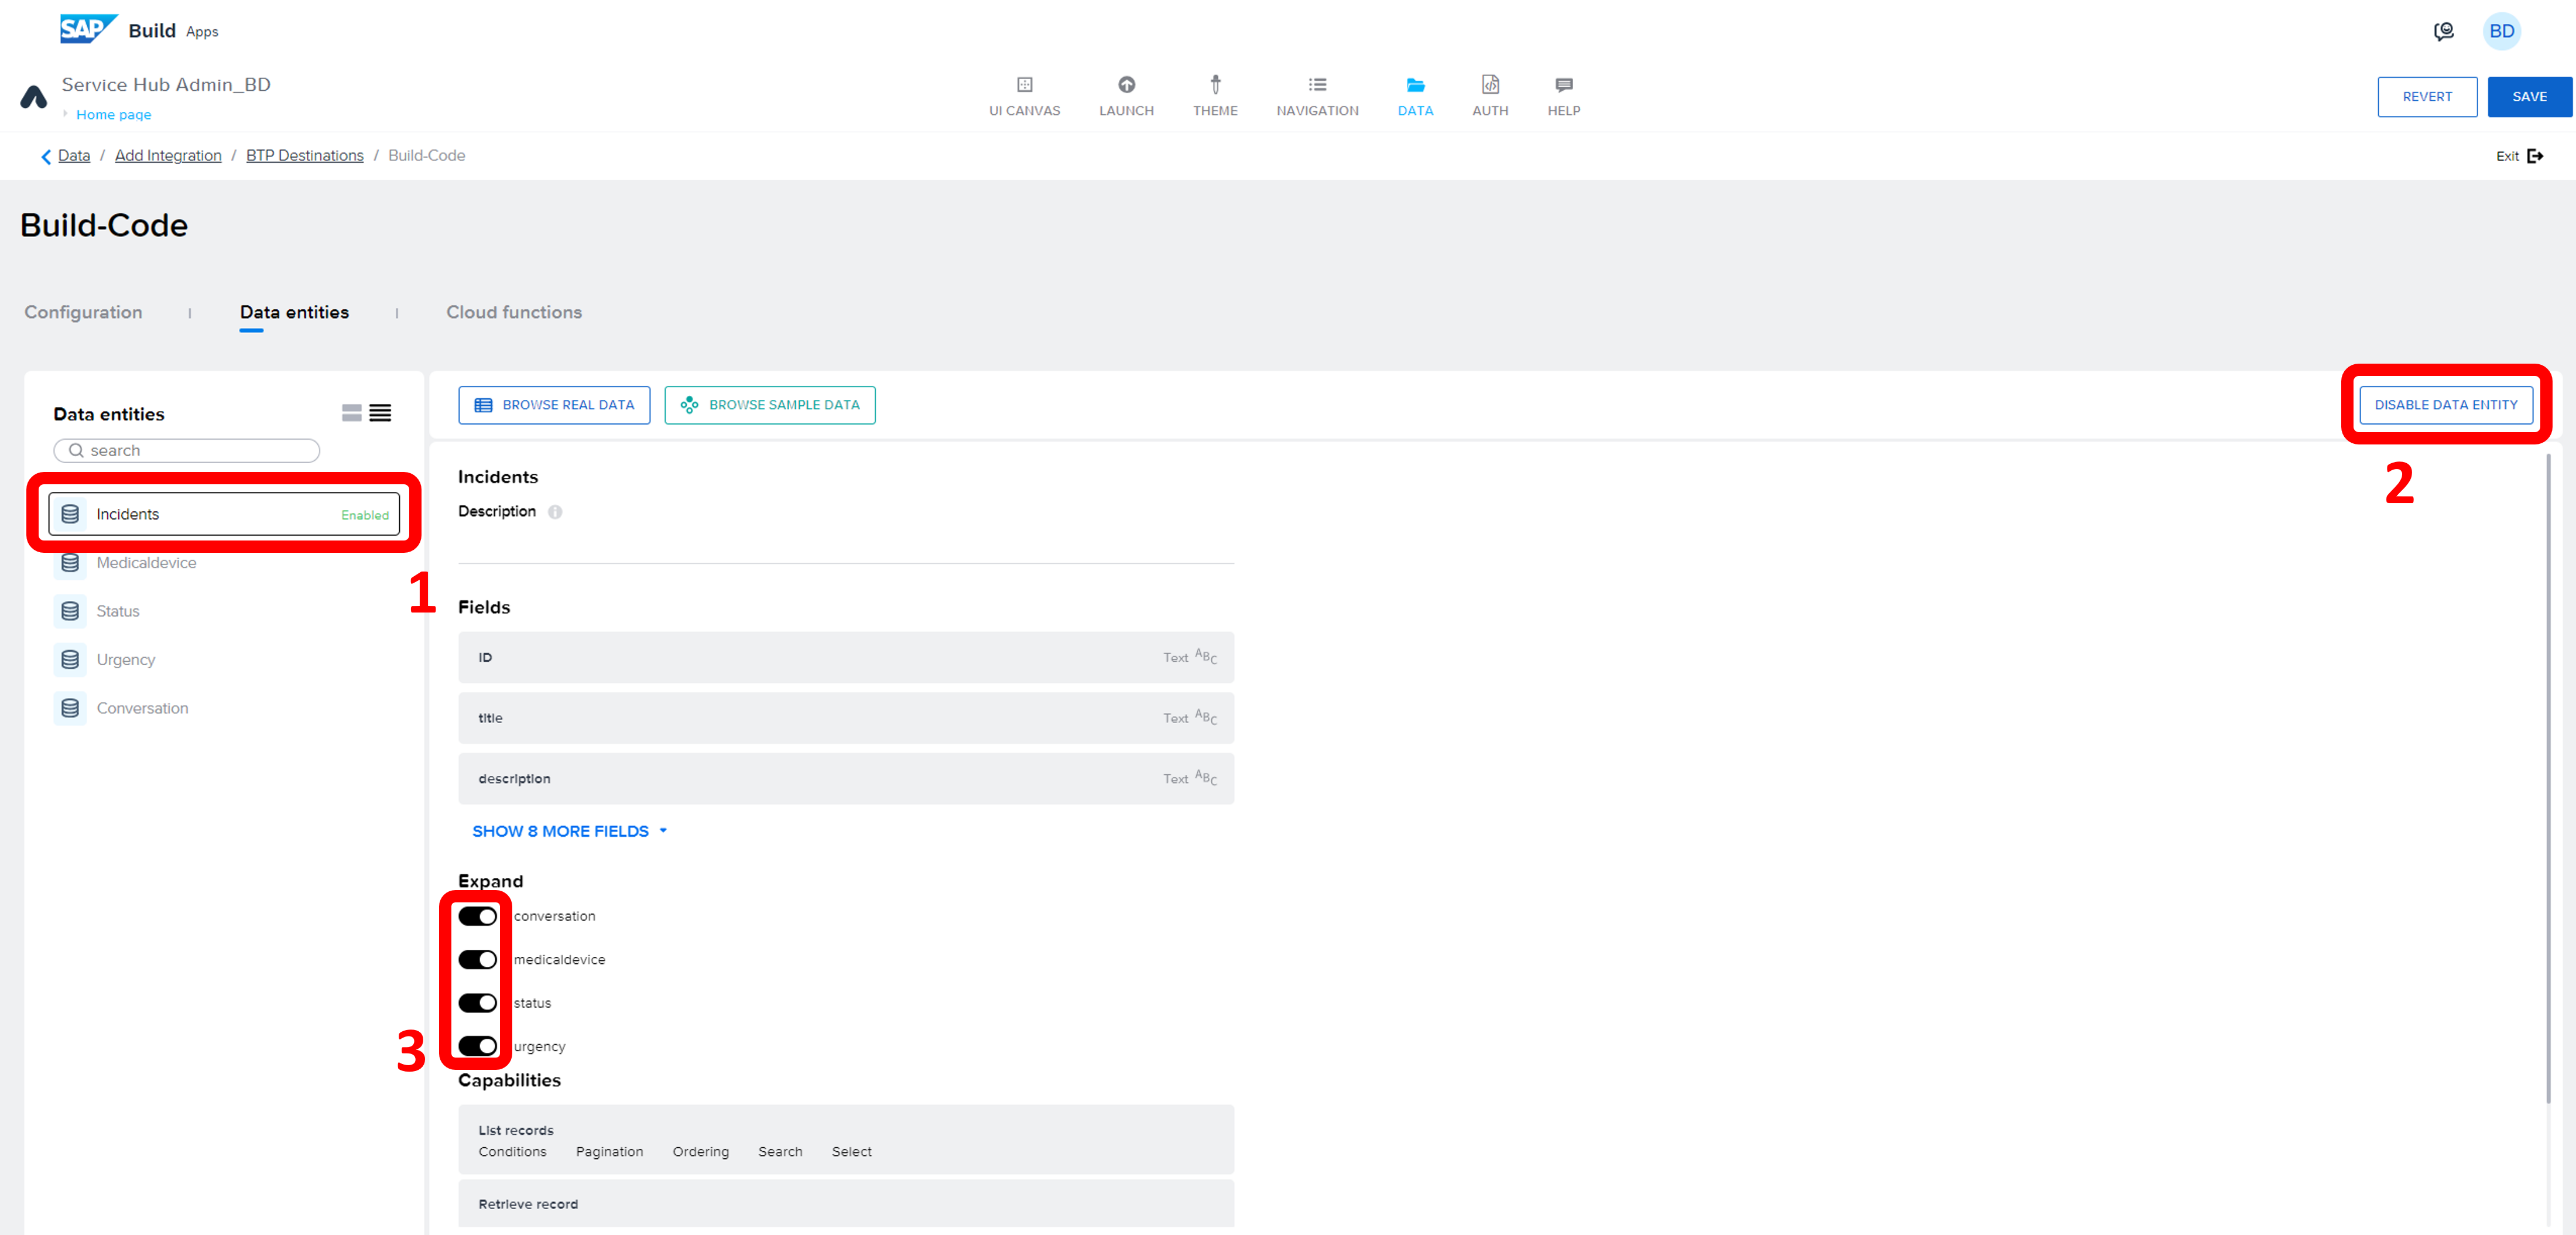 SAP Build Apps
BD
Service Hub Admin_BD
Home page
UI CANVAS LAUNCH THEME NAVIGATION DATA AUTH HELP
REVERT SAVE
Data / Add Integration / BTP Destinations / Build-Code
Exit
Build-Code
Configuration | Data entities | Cloud functions
Data entities
search
Incidents Enabled
Medicaldevice
Status
Urgency
Conversation
1
BROWSE REAL DATA BROWSE SAMPLE DATA
DISABLE DATA ENTITY
2
Incidents
Description
Fields
ID Text ABC
title Text ABC
description Text ABC
SHOW 8 MORE FIELDS
Expand
conversation
medicaldevice
status
urgency
3
Capabilities
List records
Conditions Pagination Ordering Search Select
Retrieve record